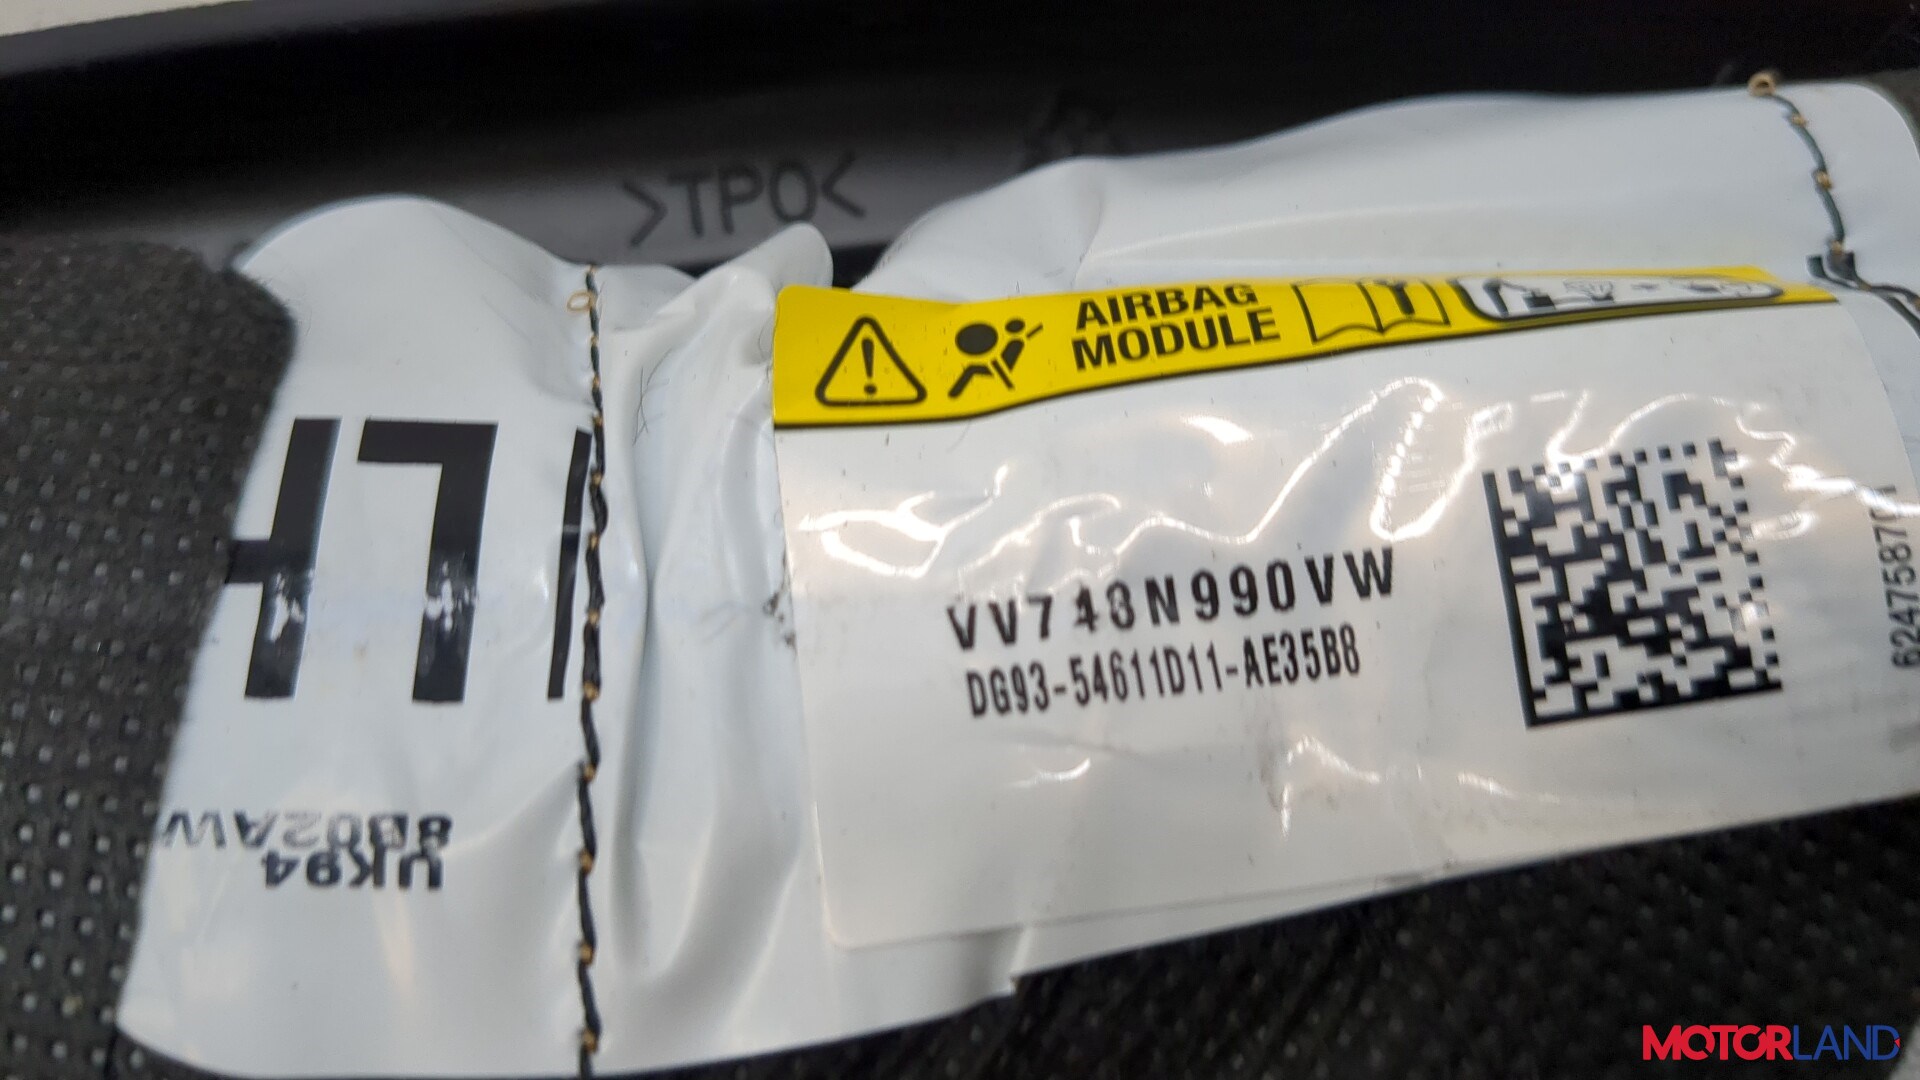 >TPO<
AIRBAG
MODULE
VV748N990VW
DG93-54611D11-AE35B8
LH
UK94
8B02AW
MOTORLAND